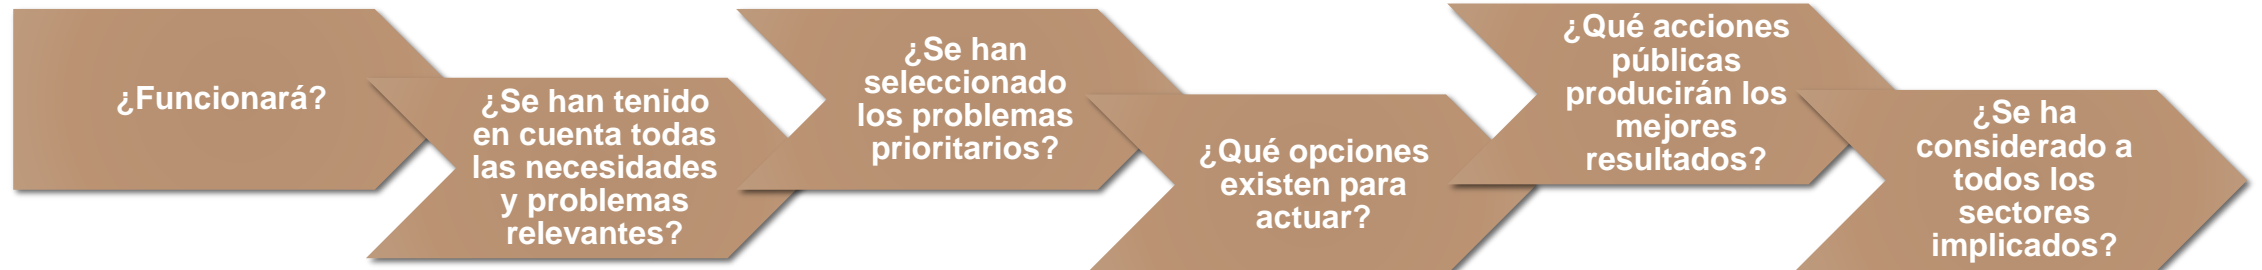 ¿Funcionará?
¿Se han tenido
en cuenta todas
las necesidades
y problemas
relevantes?
¿Se han
seleccionado
los problemas
prioritarios?
¿Qué opciones
existen para
actuar?
¿Qué acciones
públicas
producirán los
mejores
resultados?
¿Se ha
considerado a
todos los
sectores
implicados?